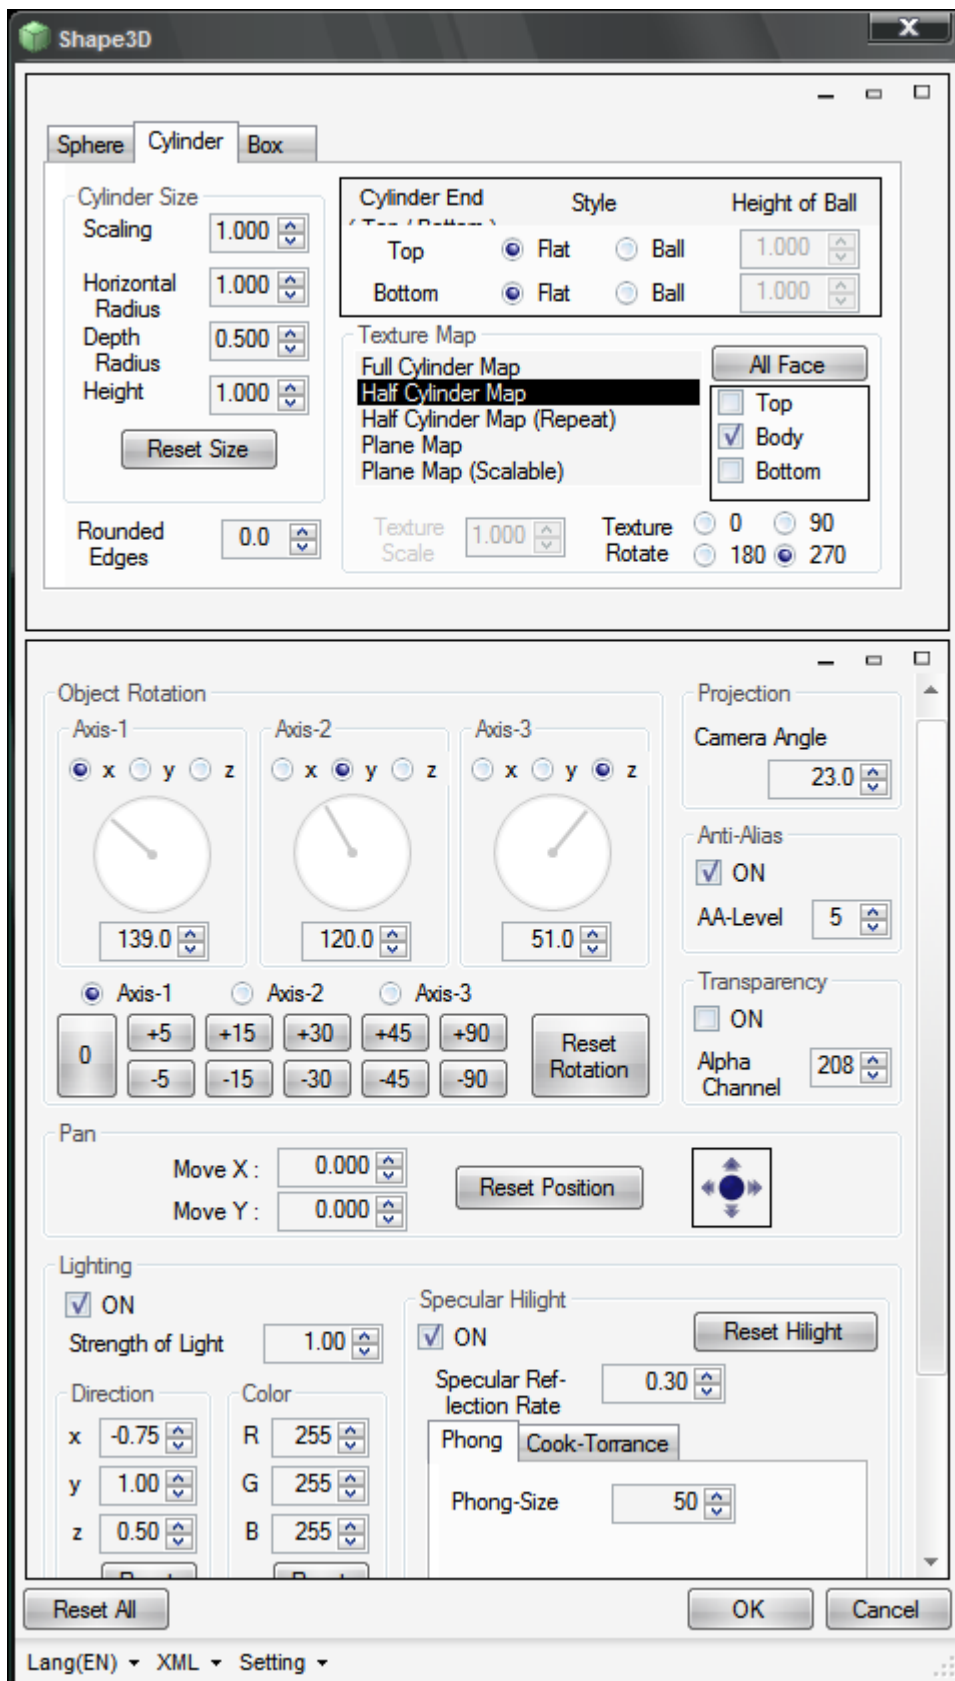 Shape3D
Sphere Cylinder Box
Cylinder Size
Scaling 1.000
Horizontal Radius 1.000
Depth Radius 0.500
Height 1.000
Reset Size
Rounded Edges 0.0
Cylinder End Style Height of Ball
( Top / Bottom )
Top Flat Ball 1.000
Bottom Flat Ball 1.000
Texture Map
Full Cylinder Map
Half Cylinder Map
Half Cylinder Map (Repeat)
Plane Map
Plane Map (Scalable)
All Face
Top
Body
Bottom
Texture Scale 1.000
Texture Rotate 0 90
180 270
Object Rotation
Axis-1 Axis-2 Axis-3
x y z x y z x y z
139.0 120.0 51.0
Axis-1 Axis-2 Axis-3
0 +5 +15 +30 +45 +90
-5 -15 -30 -45 -90
Reset Rotation
Projection
Camera Angle
23.0
Anti-Alias
ON
AA-Level 5
Transparency
ON
Alpha Channel 208
Pan
Move X : 0.000
Move Y : 0.000
Reset Position
Lighting
ON
Strength of Light 1.00
Direction
x -0.75
y 1.00
z 0.50
Color
R 255
G 255
B 255
Specular Hilight
ON
Reset Hilight
Specular Ref-
lection Rate 0.30
Phong Cook-Torrance
Phong-Size 50
Reset All OK Cancel
Lang(EN) XML Setting